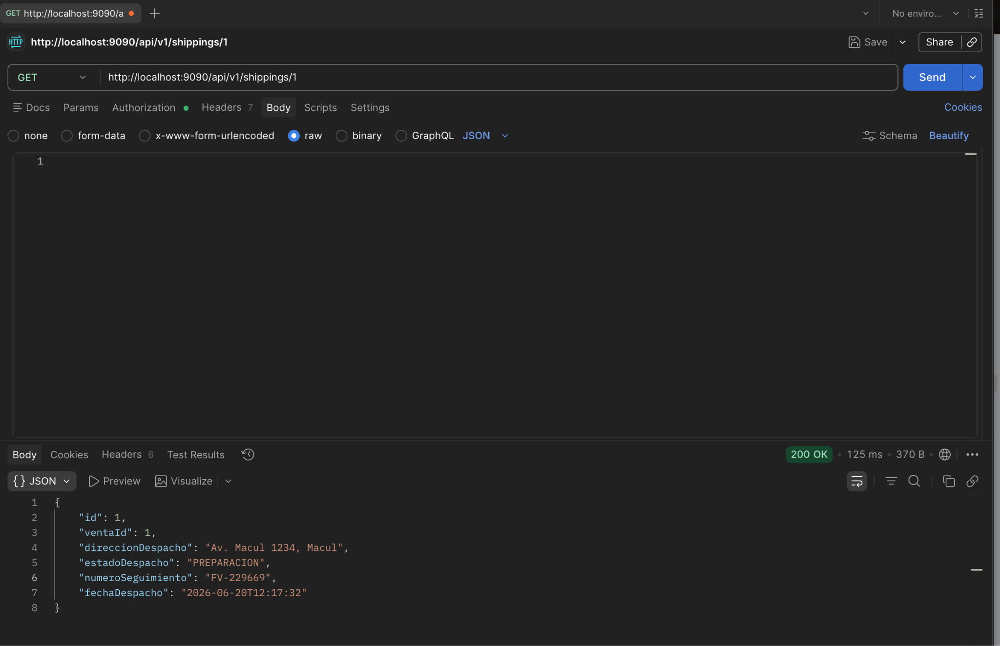 GET http://localhost:9090/a
No enviro...
HTTP http://localhost:9090/api/v1/shippings/1
Save
Share
GET http://localhost:9090/api/v1/shippings/1
Send
Docs Params Authorization Headers 7 Body Scripts Settings
Cookies
none form-data x-www-form-urlencoded raw binary GraphQL JSON
Schema Beautify
1
Body Cookies Headers 6 Test Results
200 OK • 125 ms • 370 B •
{} JSON Preview Visualize
1 {
2 "id": 1,
3 "ventaId": 1,
4 "direccionDespacho": "Av. Macul 1234, Macul",
5 "estadoDespacho": "PREPARACION",
6 "numeroSeguimiento": "FV-229669",
7 "fechaDespacho": "2026-06-20T12:17:32"
8 }